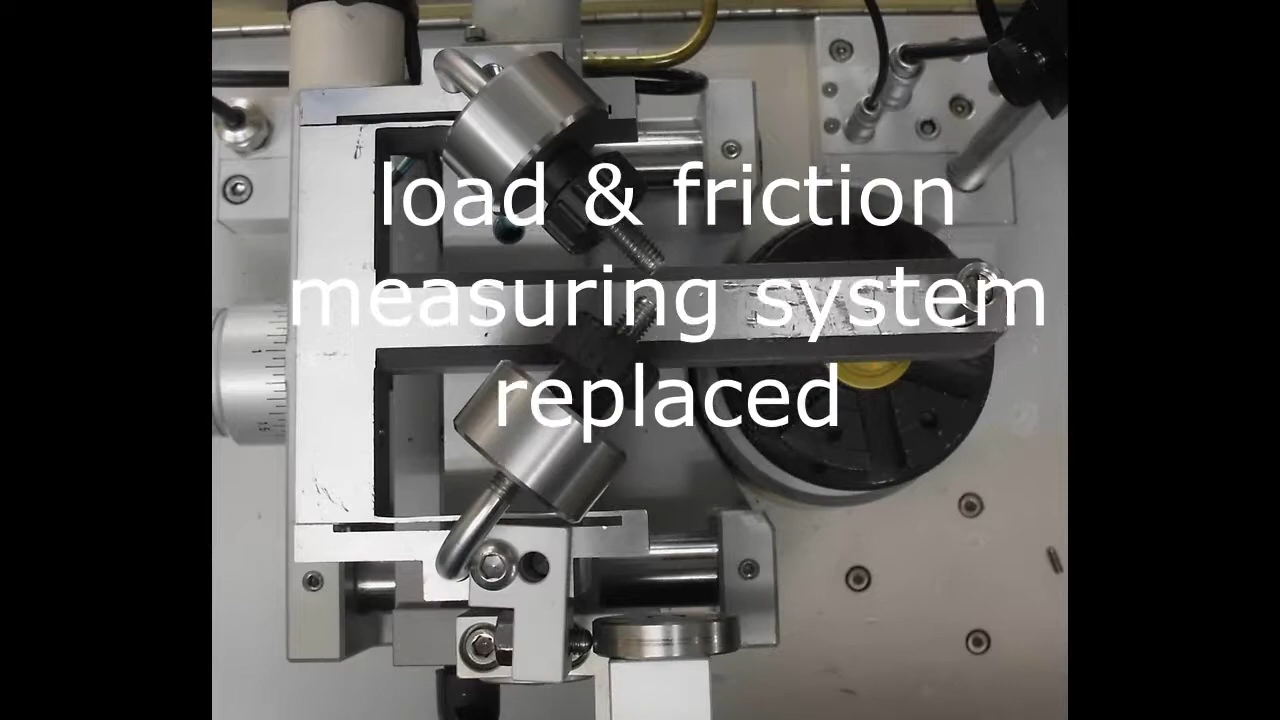 load & friction
measuring system
replaced